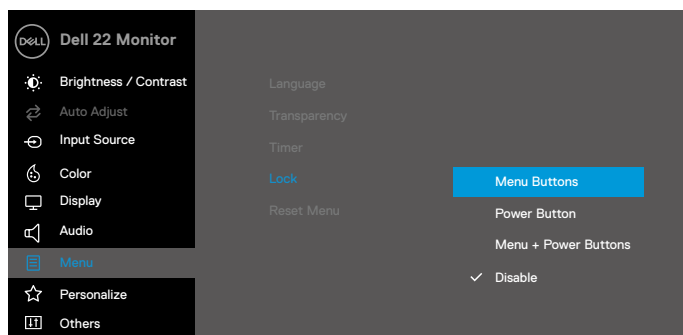 DELL Dell 22 Monitor
Brightness / Contrast
Auto Adjust
Input Source
Color
Display
Audio
Menu
Personalize
Others
Language
Transparency
Timer
Lock
Reset Menu
Menu Buttons
Power Button
Menu + Power Buttons
Disable